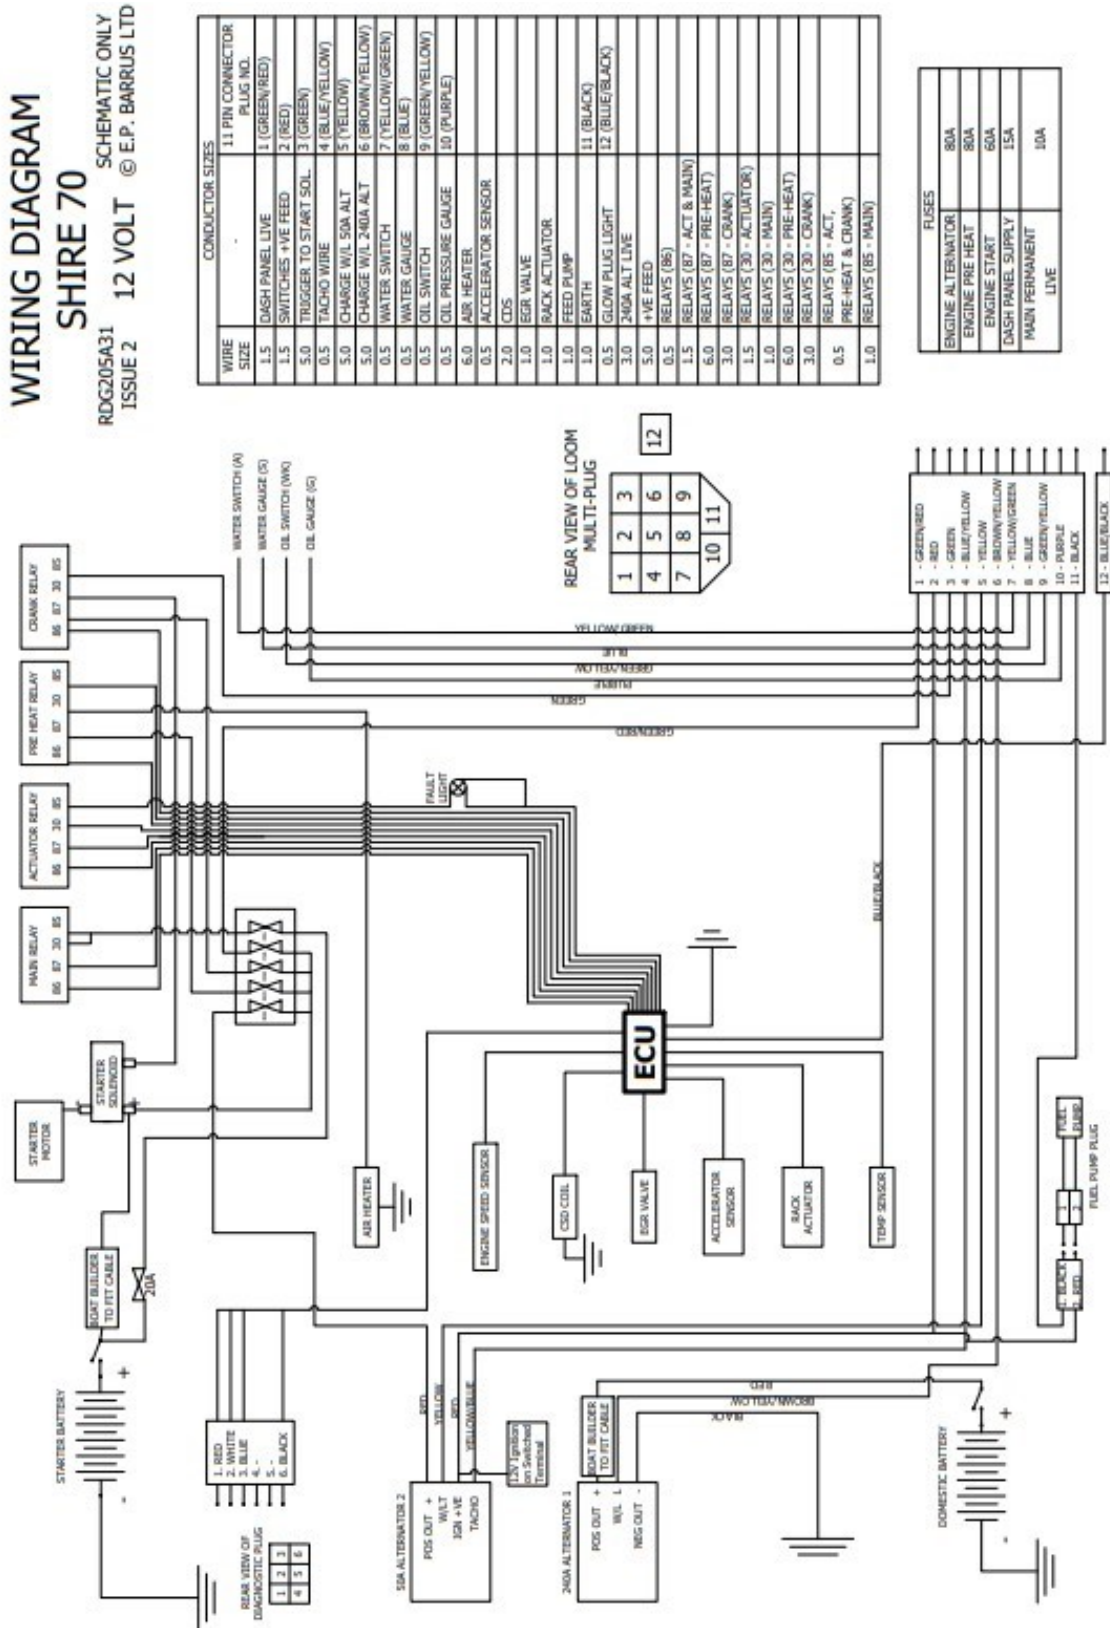 WIRING DIAGRAM
SHIRE 70
RDG205A31 12 VOLT SCHEMATIC ONLY
ISSUE 2 © E.P. BARRUS LTD
CONDUCTOR SIZES
WIRE SIZE - 11 PIN CONNECTOR PLUG NO.
1.5 DASH PANEL LIVE 1 (GREEN/RED)
1.5 SWITCHES +VE FEED 2 (RED)
5.0 TRIGGER TO START SOL. 3 (GREEN)
0.5 TACHO WIRE 4 (BLUE/YELLOW)
5.0 CHARGE W/L 50A ALT 5 (YELLOW)
5.0 CHARGE W/L 240A ALT 6 (BROWN/YELLOW)
0.5 WATER SWITCH 7 (YELLOW/GREEN)
0.5 WATER GAUGE 8 (BLUE)
0.5 OIL SWITCH 9 (GREEN/YELLOW)
0.5 OIL PRESSURE GAUGE 10 (PURPLE)
6.0 AIR HEATER
0.5 ACCELERATOR SENSOR
2.0 CDS
1.0 EGR VALVE
1.0 RACK ACTUATOR
1.0 FEED PUMP
1.0 EARTH 11 (BLACK)
0.5 GLOW PLUG LIGHT 12 (BLUE/BLACK)
3.0 240A ALT LIVE
5.0 +VE FEED
0.5 RELAYS (86)
1.5 RELAYS (87 - ACT & MAIN)
6.0 RELAYS (87 - PRE-HEAT)
3.0 RELAYS (87 - CRANK)
1.5 RELAYS (30 - ACTUATOR)
1.0 RELAYS (30 - MAIN)
6.0 RELAYS (30 - PRE-HEAT)
3.0 RELAYS (30 - CRANK)
0.5 RELAYS (85 - ACT,
PRE-HEAT & CRANK)
1.0 RELAYS (85 - MAIN)
FUSES
ENGINE ALTERNATOR 80A
ENGINE PRE HEAT 80A
ENGINE START 60A
DASH PANEL SUPPLY 15A
MAIN PERMANENT LIVE 10A
STARTER MOTOR
STARTER SOLENOID
MAIN RELAY
86 87 30 85
ACTUATOR RELAY
86 87 30 85
PRE HEAT RELAY
86 87 30 85
CRANK RELAY
86 87 30 85
WATER SWITCH (A)
WATER GAUGE (S)
OIL SWITCH (WK)
OIL GAUGE (G)
STARTER BATTERY
- +
BOAT BUILDER
TO FIT CABLE
20A
1. RED
2. WHITE
3. BLUE
4. -
5. -
6. BLACK
REAR VIEW OF
DIAGNOSTIC PLUG
1 2 3
4 5 6
AIR HEATER
FAULT
LIGHT
ECU
ENGINE SPEED SENSOR
CSD COIL
EGR VALVE
ACCELERATOR
SENSOR
RACK
ACTUATOR
TEMP SENSOR
REAR VIEW OF LOOM
MULTI-PLUG
1 2 3
4 5 6
7 8 9
10 11
12
YELLOW/GREEN
BLUE
GREEN/YELLOW
PURPLE
GREEN
GREEN/RED
BLUE/BLACK
50A ALTERNATOR 2
POS OUT +
W/LT
IGN +VE
TACHO
RED
YELLOW
RED
YELLOW/BLUE
12V Ignition
on Switched
Terminal
240A ALTERNATOR 1
POS OUT +
W/L L
NEG OUT -
BOAT BUILDER
TO FIT CABLE
RED
BROWN/YELLOW
BLACK
DOMESTIC BATTERY
- +
1 - GREEN/RED
2 - RED
3 - GREEN
4 - BLUE/YELLOW
5 - YELLOW
6 - BROWN/YELLOW
7 - YELLOW/GREEN
8 - BLUE
9 - GREEN/YELLOW
10 - PURPLE
11 - BLACK
12 - BLUE/BLACK
1. BLACK
2. RED
1
2
FUEL
PUMP
FUEL PUMP PLUG